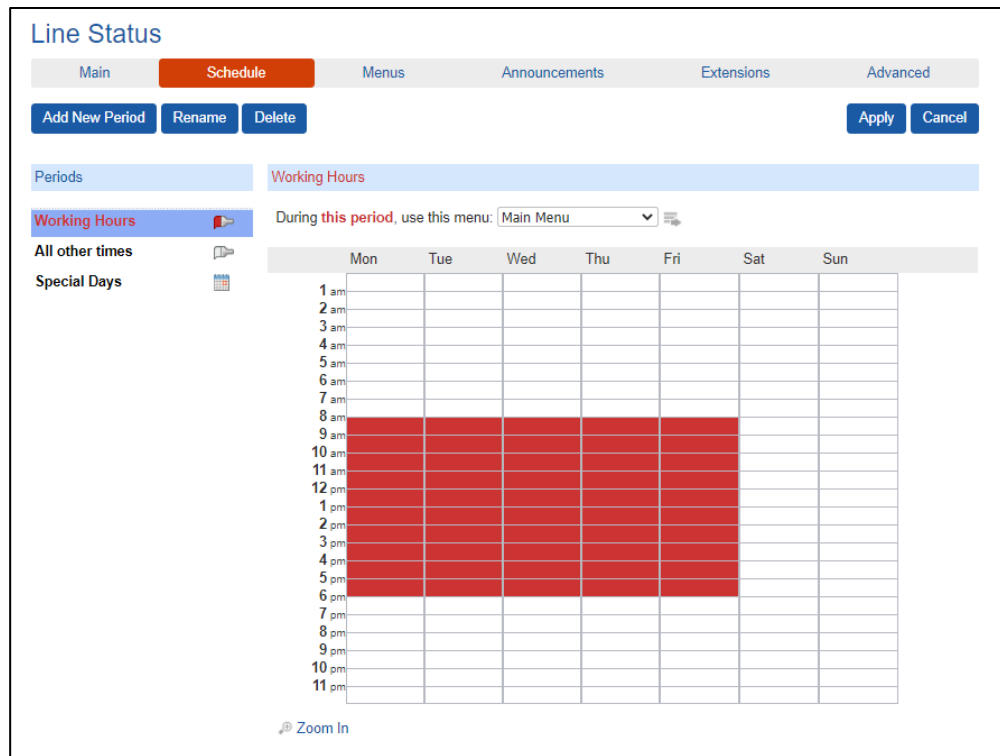 Line Status
Main Schedule Menus Announcements Extensions Advanced
Add New Period Rename Delete Apply Cancel
Periods
Working Hours
All other times
Special Days
Working Hours
During this period, use this menu: Main Menu
Mon Tue Wed Thu Fri Sat Sun
1 am
2 am
3 am
4 am
5 am
6 am
7 am
8 am
9 am
10 am
11 am
12 pm
1 pm
2 pm
3 pm
4 pm
5 pm
6 pm
7 pm
8 pm
9 pm
10 pm
11 pm
Zoom In